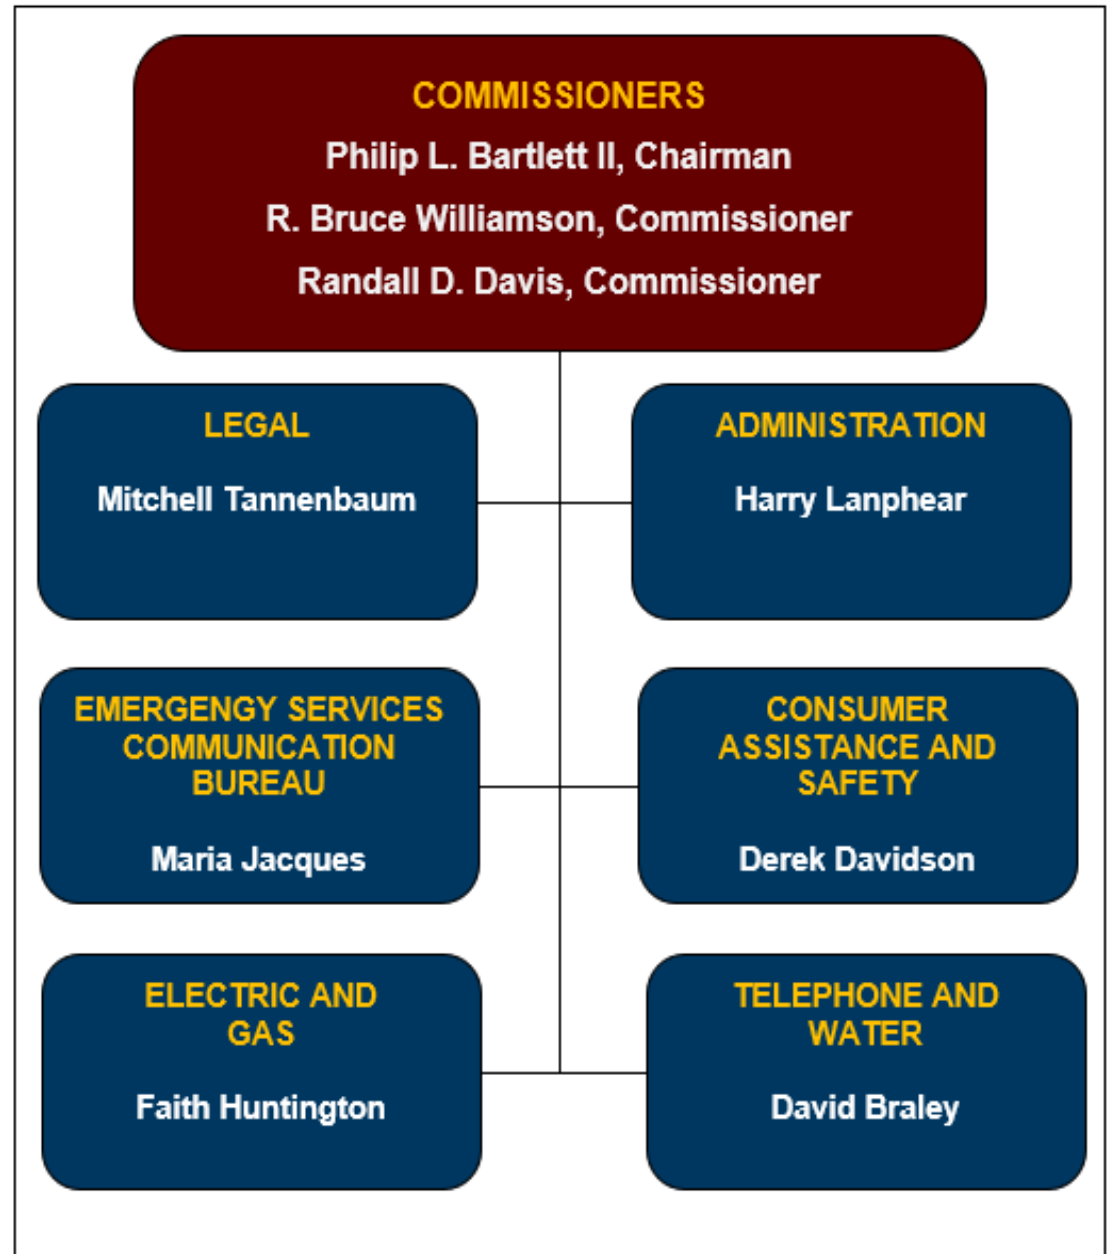 COMMISSIONERS
Philip L. Bartlett II, Chairman
R. Bruce Williamson, Commissioner
Randall D. Davis, Commissioner
LEGAL
Mitchell Tannenbaum
ADMINISTRATION
Harry Lanphear
EMERGENGY SERVICES
COMMUNICATION
BUREAU
Maria Jacques
CONSUMER
ASSISTANCE AND
SAFETY
Derek Davidson
ELECTRIC AND
GAS
Faith Huntington
TELEPHONE AND
WATER
David Braley